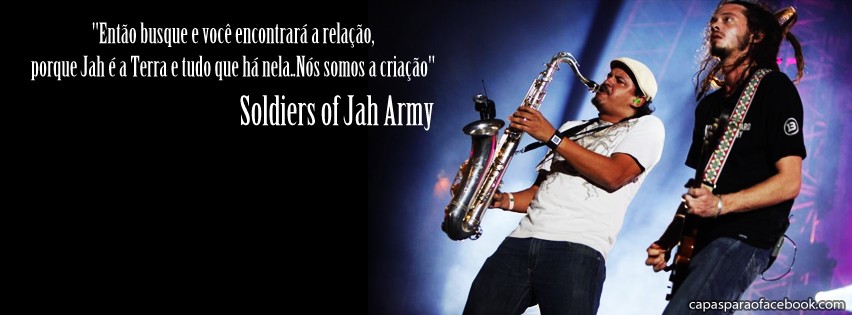 "Então busque e você encontrará a relação,
porque Jah é a Terra e tudo que há nela..Nós somos a criação"
Soldiers of Jah Army
13
capasparaofacebook.com